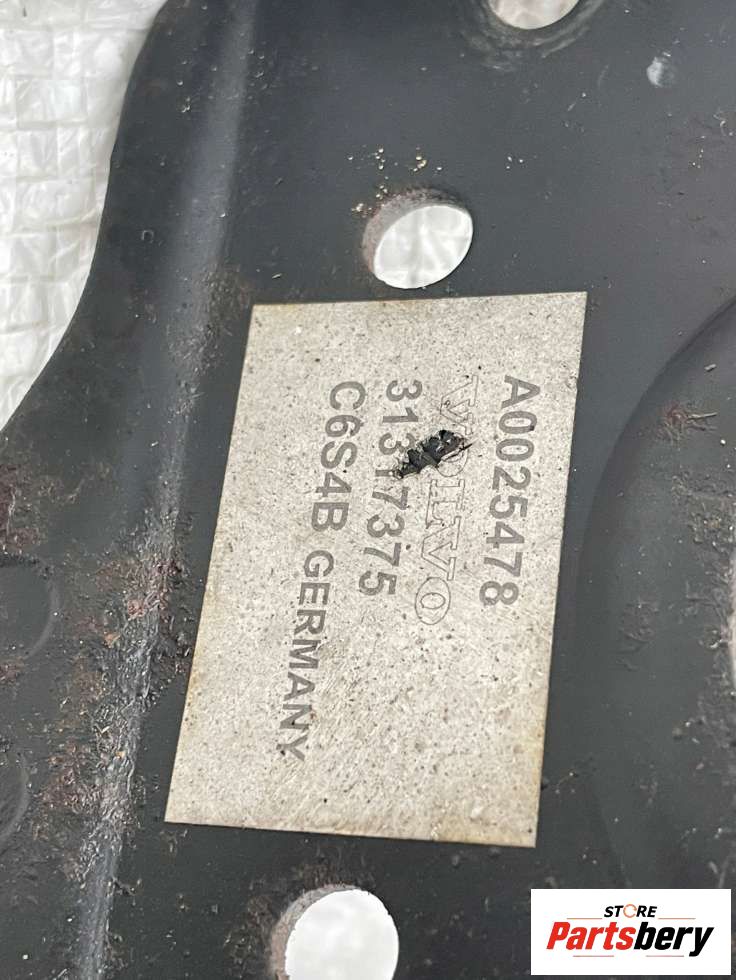 A0025478
VOLVO
31317375
C6S4B GERMANY
STORE
Partsbery